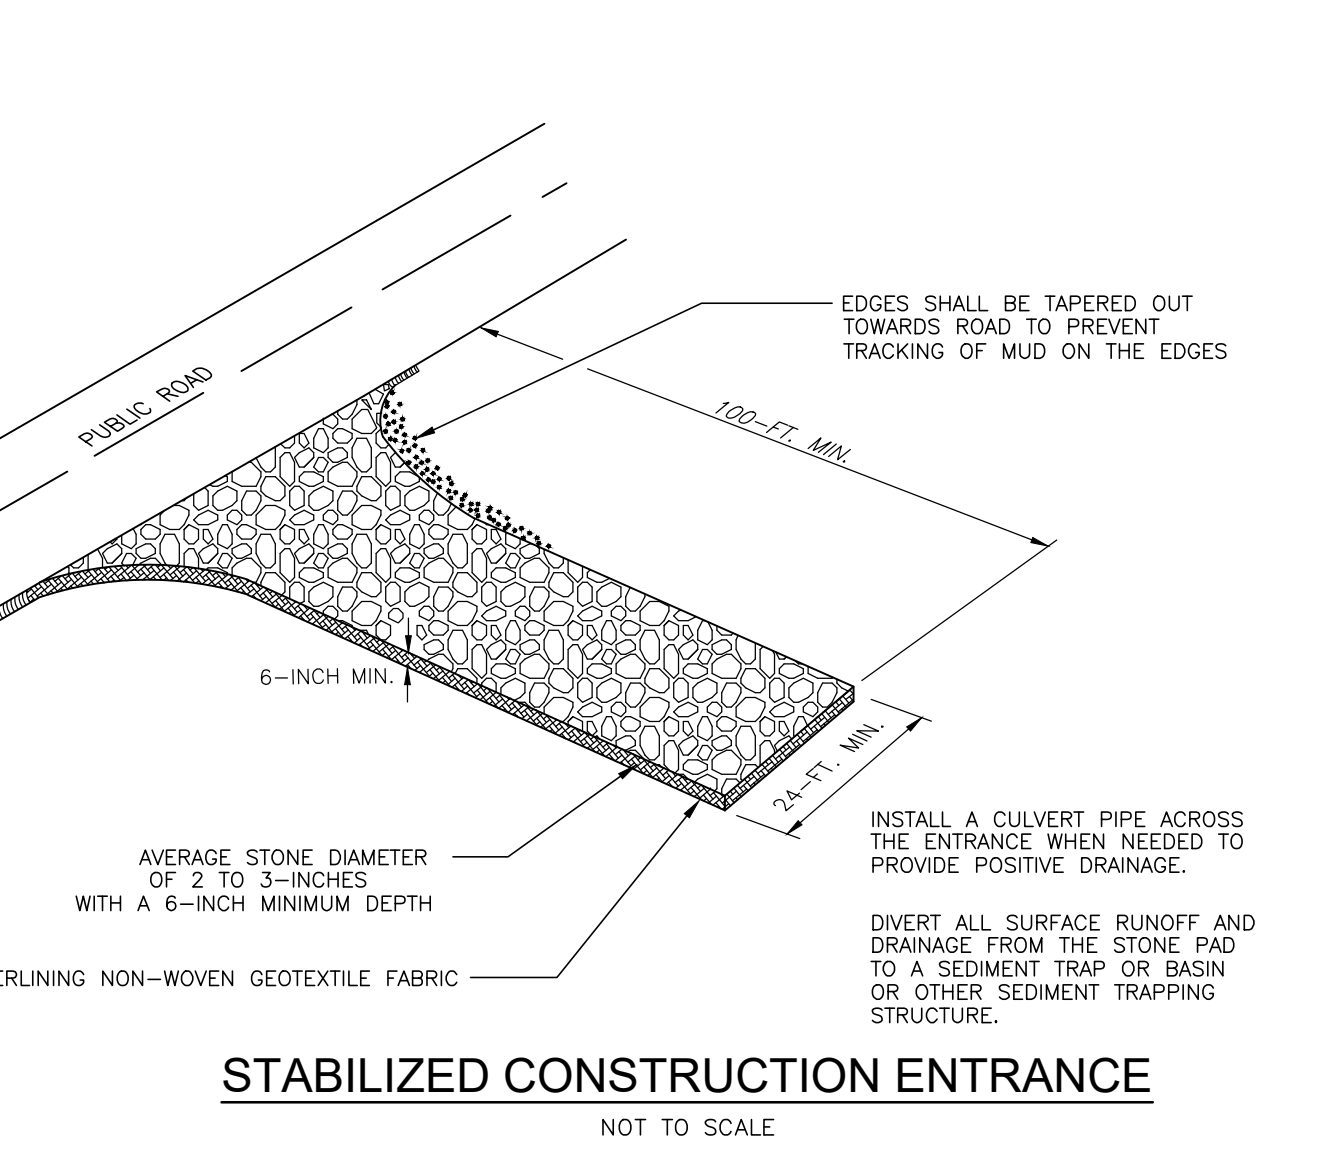 PUBLIC ROAD
EDGES SHALL BE TAPERED OUT
TOWARDS ROAD TO PREVENT
TRACKING OF MUD ON THE EDGES
100-FT. MIN.
6-INCH MIN.
24-FT. MIN.
AVERAGE STONE DIAMETER
OF 2 TO 3-INCHES
WITH A 6-INCH MINIMUM DEPTH
ERLINING NON-WOVEN GEOTEXTILE FABRIC
INSTALL A CULVERT PIPE ACROSS
THE ENTRANCE WHEN NEEDED TO
PROVIDE POSITIVE DRAINAGE.
DIVERT ALL SURFACE RUNOFF AND
DRAINAGE FROM THE STONE PAD
TO A SEDIMENT TRAP OR BASIN
OR OTHER SEDIMENT TRAPPING
STRUCTURE.
STABILIZED CONSTRUCTION ENTRANCE
NOT TO SCALE